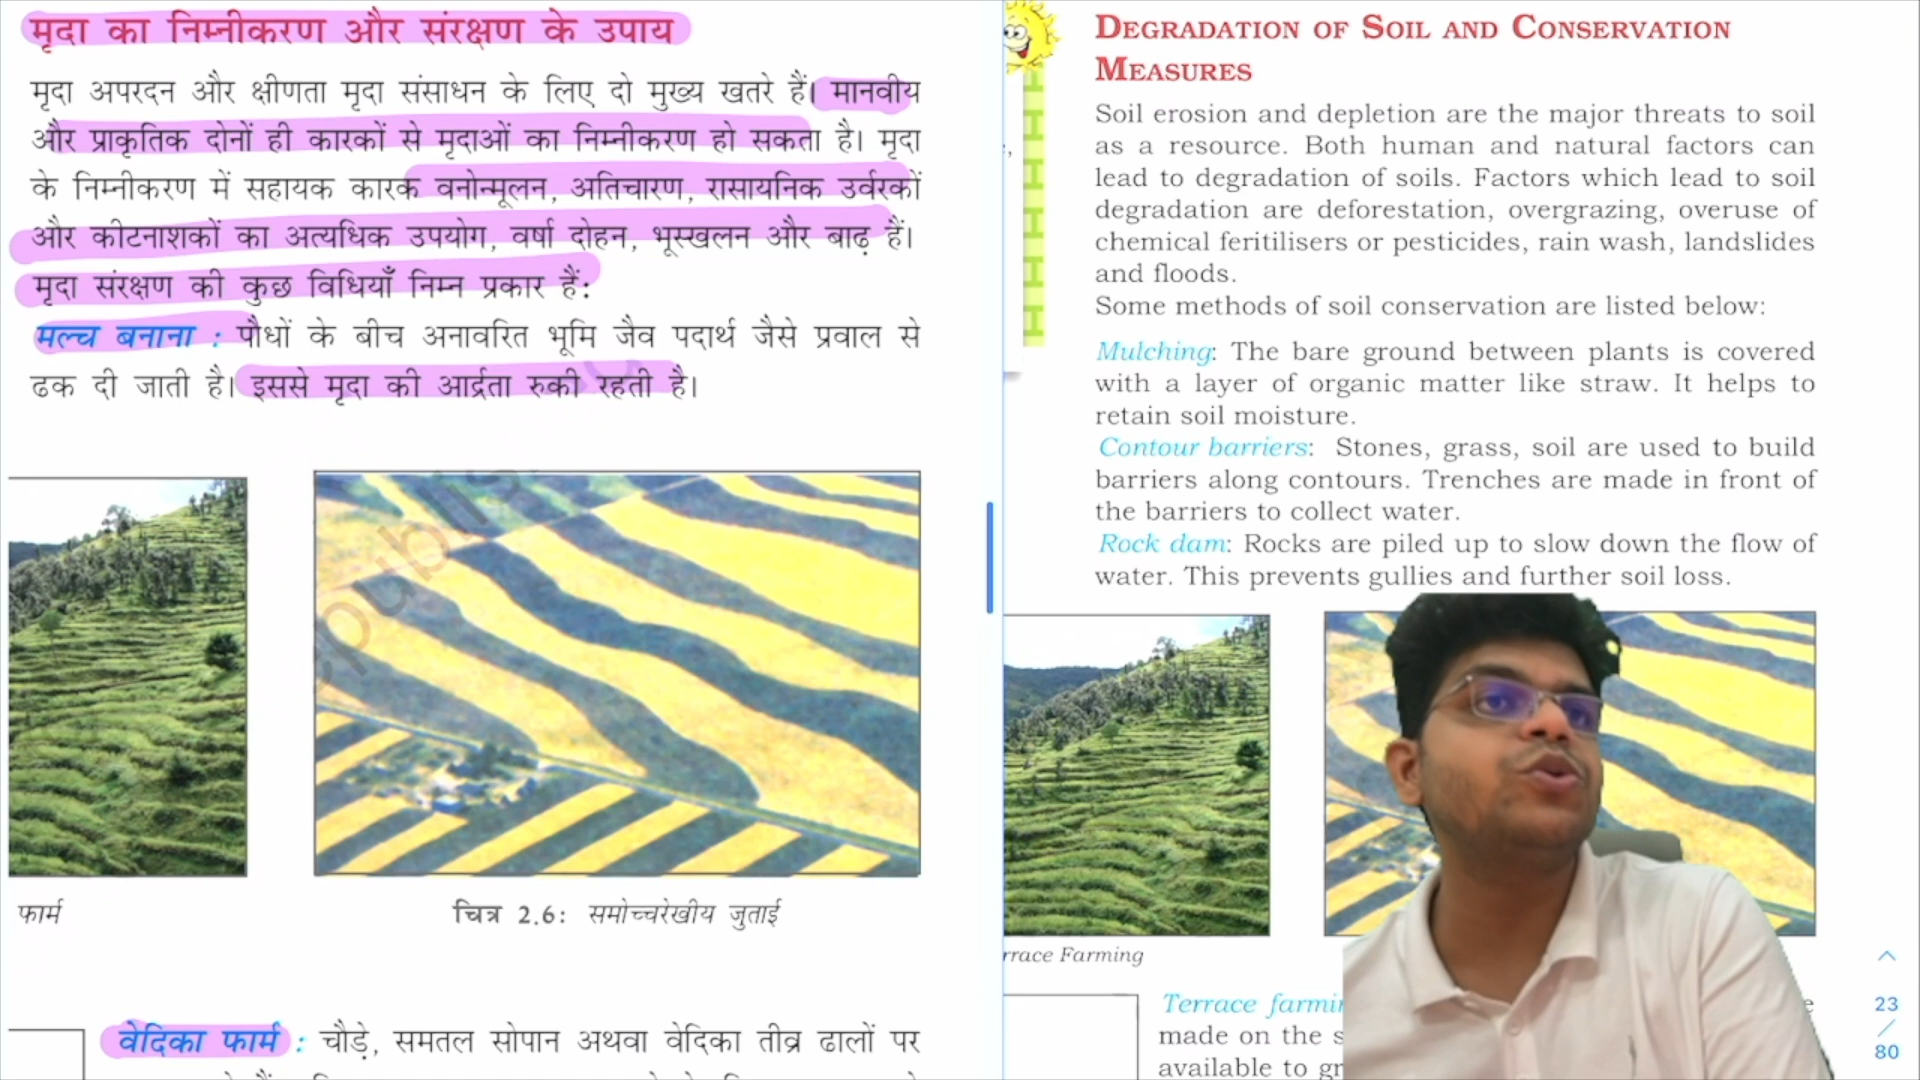 मृदा का निम्नीकरण और संरक्षण के उपाय
मृदा अपरदन और क्षीणता मृदा संसाधन के लिए दो मुख्य खतरे हैं। मानवीय
और प्राकृतिक दोनों ही कारकों से मृदाओं का निम्नीकरण हो सकता है। मृदा
के निम्नीकरण में सहायक कारक वनोन्मूलन, अतिचारण, रासायनिक उर्वरकों
और कीटनाशकों का अत्यधिक उपयोग, वर्षा दोहन, भूस्खलन और बाढ़ हैं।
मृदा संरक्षण की कुछ विधियाँ निम्न प्रकार हैं:
मल्च बनाना : पौधों के बीच अनावरित भूमि जैव पदार्थ जैसे प्रवाल से
ढक दी जाती है। इससे मृदा की आर्द्रता रुकी रहती है।
फार्म
चित्र 2.6: समोच्चरेखीय जुताई
वेदिका फार्म : चौड़े, समतल सोपान अथवा वेदिका तीव्र ढालों पर
DEGRADATION OF SOIL AND CONSERVATION
MEASURES
Soil erosion and depletion are the major threats to soil
as a resource. Both human and natural factors can
lead to degradation of soils. Factors which lead to soil
degradation are deforestation, overgrazing, overuse of
chemical feritilisers or pesticides, rain wash, landslides
and floods.
Some methods of soil conservation are listed below:
Mulching: The bare ground between plants is covered
with a layer of organic matter like straw. It helps to
retain soil moisture.
Contour barriers: Stones, grass, soil are used to build
barriers along contours. Trenches are made in front of
the barriers to collect water.
Rock dam: Rocks are piled up to slow down the flow of
water. This prevents gullies and further soil loss.
rrace Farming
Terrace farmi
made on the s
available to gr
23
/
80